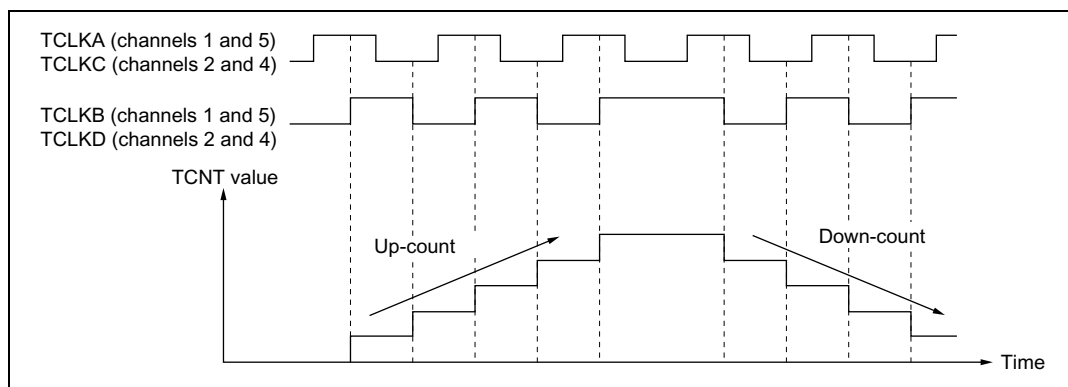 TCLKA (channels 1 and 5)
TCLKC (channels 2 and 4)
TCLKB (channels 1 and 5)
TCLKD (channels 2 and 4)
TCNT value
Up-count
Down-count
Time